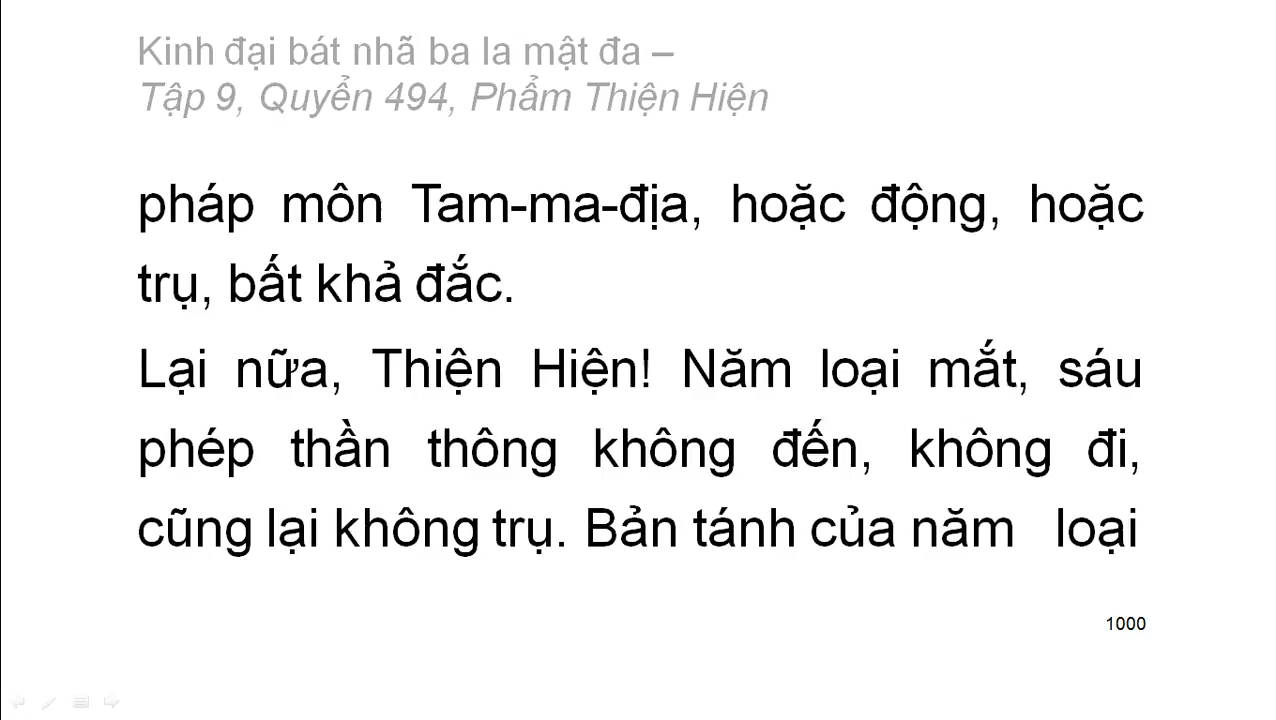 Kinh đại bát nhã ba la mật đa –
Tập 9, Quyển 494, Phẩm Thiện Hiện
pháp môn Tam-ma-địa, hoặc động, hoặc
trụ, bất khả đắc.
Lại nữa, Thiện Hiện! Năm loại mắt, sáu
phép thần thông không đến, không đi,
cũng lại không trụ. Bản tánh của năm loại
1000